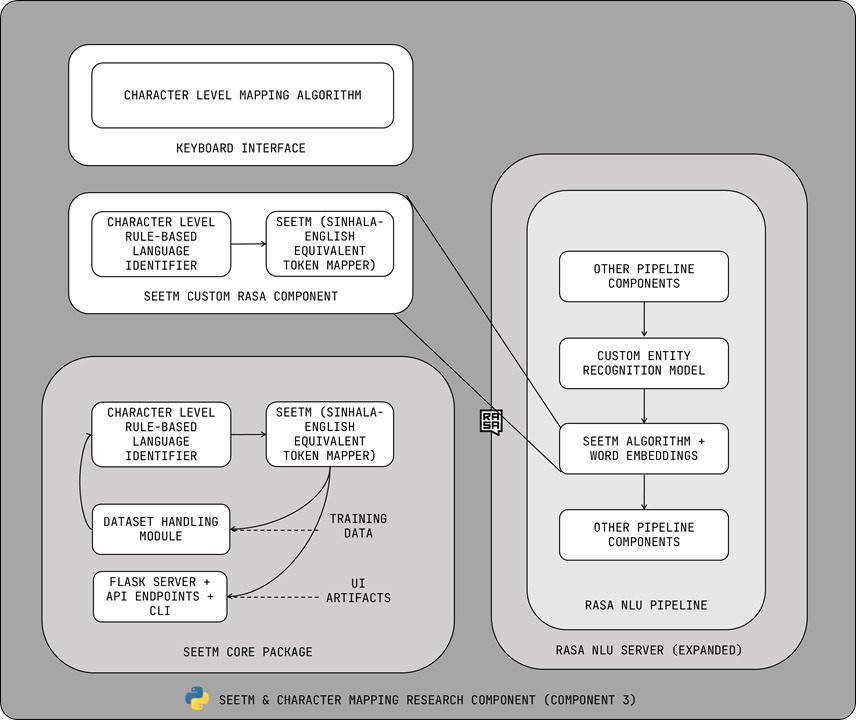 CHARACTER LEVEL MAPPING ALGORITHM
KEYBOARD INTERFACE
CHARACTER LEVEL
RULE-BASED
LANGUAGE
IDENTIFIER
SEETM (SINHALA-
ENGLISH
EQUIVALENT
TOKEN MAPPER)
SEETM CUSTOM RASA COMPONENT
CHARACTER LEVEL
RULE-BASED
LANGUAGE
IDENTIFIER
SEETM (SINHALA-
ENGLISH
EQUIVALENT
TOKEN MAPPER)
DATASET HANDLING
MODULE
TRAINING
DATA
FLASK SERVER +
API ENDPOINTS +
CLI
UI
ARTIFACTS
SEETM CORE PACKAGE
RA
SA
OTHER PIPELINE
COMPONENTS
CUSTOM ENTITY
RECOGNITION MODEL
SEETM ALGORITHM +
WORD EMBEDDINGS
OTHER PIPELINE
COMPONENTS
RASA NLU PIPELINE
RASA NLU SERVER (EXPANDED)
SEETM & CHARACTER MAPPING RESEARCH COMPONENT (COMPONENT 3)